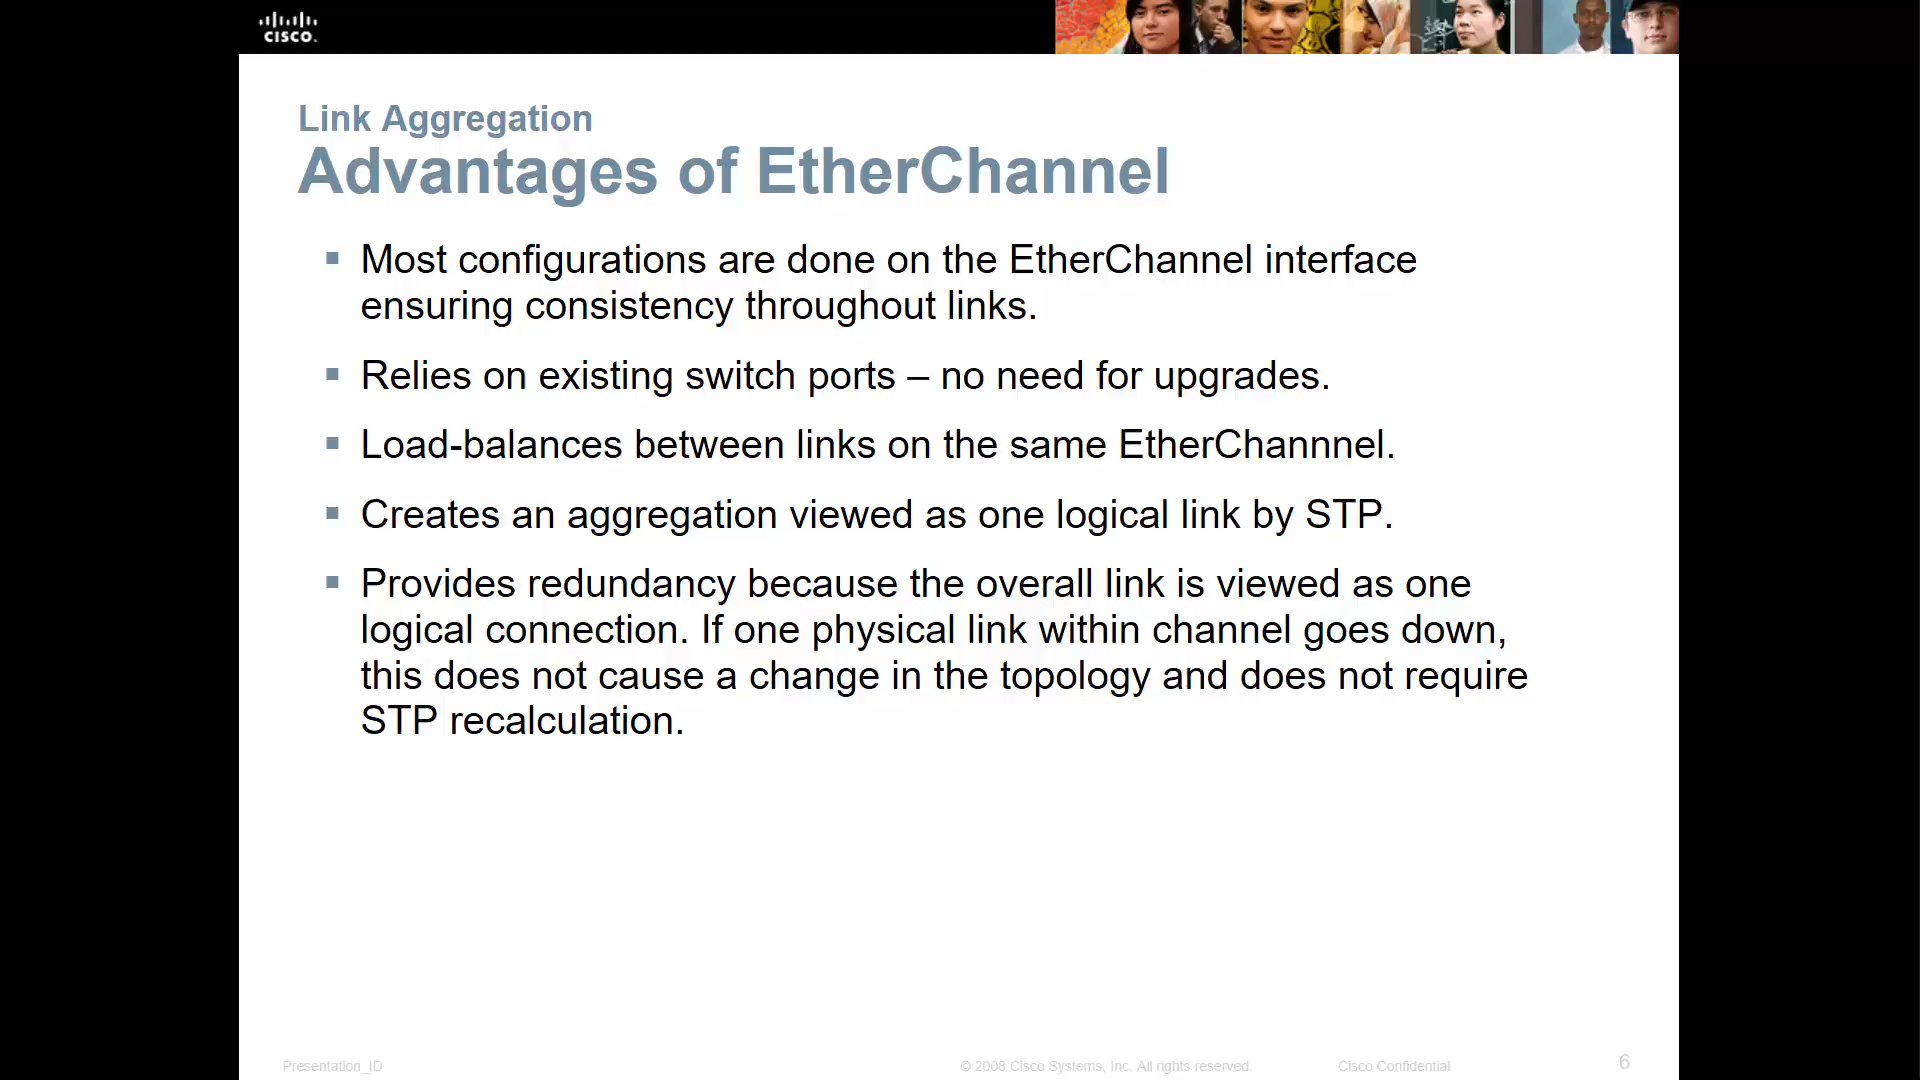 CISCO.
Link Aggregation
Advantages of EtherChannel
Most configurations are done on the EtherChannel interface
ensuring consistency throughout links.
Relies on existing switch ports – no need for upgrades.
Load-balances between links on the same EtherChannnel.
Creates an aggregation viewed as one logical link by STP.
Provides redundancy because the overall link is viewed as one
logical connection. If one physical link within channel goes down,
this does not cause a change in the topology and does not require
STP recalculation.
Presentation_ID © 2008 Cisco Systems, Inc. All rights reserved. Cisco Confidential 6